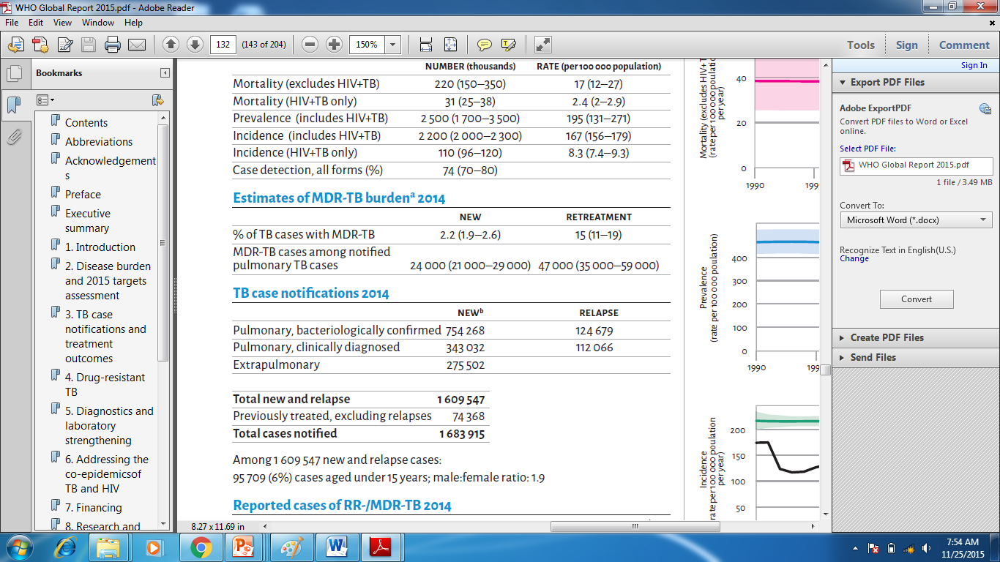 WHO Global Report 2015.pdf - Adobe Reader
File Edit View Window Help
132 (143 of 204) 150% Tools Sign Comment
Bookmarks
Contents
Abbreviations
Acknowledgement
s
Preface
Executive
summary
1. Introduction
2. Disease burden
and 2015 targets
assessment
3. TB case
notifications and
treatment
outcomes
4. Drug-resistant
TB
5. Diagnostics and
laboratory
strengthening
6. Addressing the
co-epidemicsof
TB and HIV
7. Financing
8. Research and
NUMBER (thousands) RATE (per 100 000 population)
Mortality (excludes HIV+TB) 220 (150–350) 17 (12–27)
Mortality (HIV+TB only) 31 (25–38) 2.4 (2–2.9)
Prevalence (includes HIV+TB) 2 500 (1 700–3 500) 195 (131–271)
Incidence (includes HIV+TB) 2 200 (2 000–2 300) 167 (156–179)
Incidence (HIV+TB only) 110 (96–120) 8.3 (7.4–9.3)
Case detection, all forms (%) 74 (70–80)
Estimates of MDR-TB burdenᵃ 2014
NEW RETREATMENT
% of TB cases with MDR-TB 2.2 (1.9–2.6) 15 (11–19)
MDR-TB cases among notified
pulmonary TB cases 24 000 (21 000–29 000) 47 000 (35 000–59 000)
TB case notifications 2014
NEWᵇ RELAPSE
Pulmonary, bacteriologically confirmed 754 268 124 679
Pulmonary, clinically diagnosed 343 032 112 066
Extrapulmonary 275 502
Total new and relapse 1 609 547
Previously treated, excluding relapses 74 368
Total cases notified 1 683 915
Among 1 609 547 new and relapse cases:
95 709 (6%) cases aged under 15 years; male:female ratio: 1.9
Reported cases of RR-/MDR-TB 2014
8.27 x 11.69 in
Mortality (excludes HIV+T
(rate per 100 000 population
per year)
40
20
0
1990 199
Prevalence
(rate per 100 000 population)
400
300
200
100
0
1990 199
Incidence
rate per 100 000 population
per year)
200
150
100
50
Sign In
Export PDF Files
Adobe ExportPDF
Convert PDF files to Word or Excel
online.
Select PDF File:
WHO Global Report 2015.pdf
1 file / 3.49 MB
Convert To:
Microsoft Word (*.docx)
Recognize Text in English(U.S.)
Change
Convert
Create PDF Files
Send Files
7:54 AM
11/25/2015